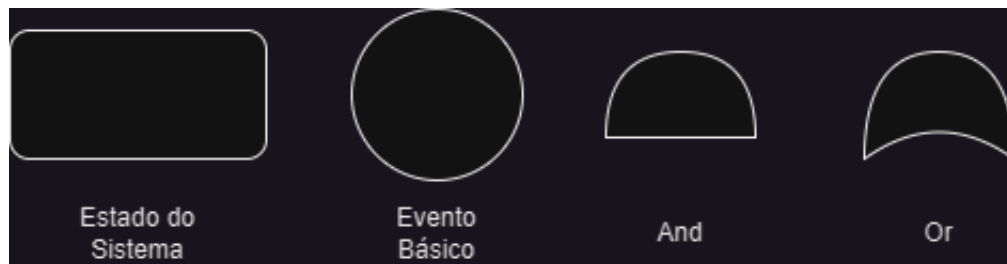 Estado do
Sistema
Evento
Básico
And
Or